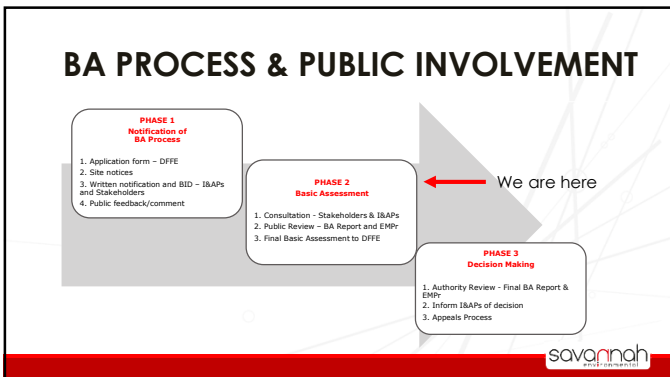 BA PROCESS & PUBLIC INVOLVEMENT
PHASE 1
Notification of
BA Process
1. Application form – DFFE
2. Site notices
3. Written notification and BID – I&APs
and Stakeholders
4. Public feedback/comment
PHASE 2
Basic Assessment
1. Consultation - Stakeholders & I&APs
2. Public Review – BA Report and EMPr
3. Final Basic Assessment to DFFE
We are here
PHASE 3
Decision Making
1. Authority Review - Final BA Report &
EMPr
2. Inform I&APs of decision
3. Appeals Process
savannah
environmental